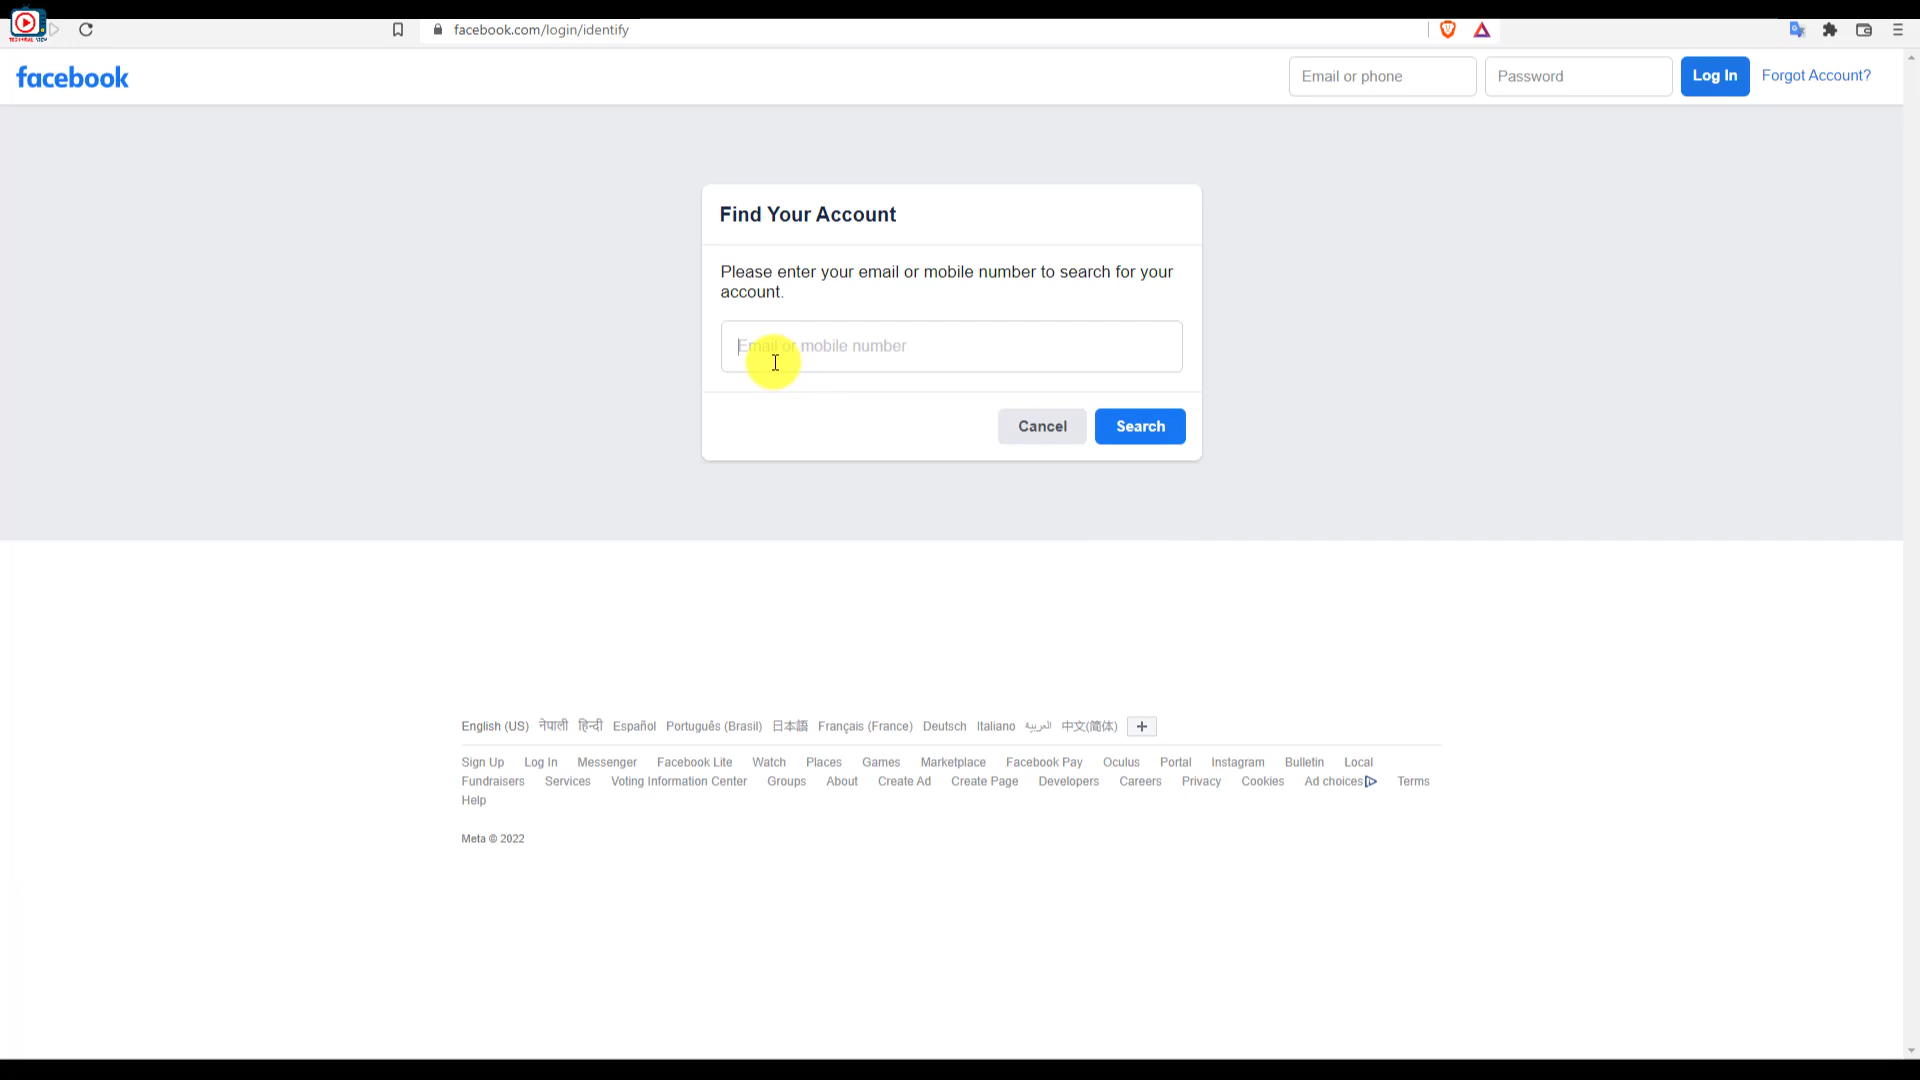 facebook.com/login/identify
facebook
Email or phone
Password
Log In
Forgot Account?
Find Your Account
Please enter your email or mobile number to search for your
account.
Email or mobile number
Cancel
Search
English (US) नेपाली हिन्दी Español Português (Brasil) 日本語 Français (France) Deutsch Italiano العربية 中文(简体) +
Sign Up Log In Messenger Facebook Lite Watch Places Games Marketplace Facebook Pay Oculus Portal Instagram Bulletin Local
Fundraisers Services Voting Information Center Groups About Create Ad Create Page Developers Careers Privacy Cookies Ad choices Terms
Help
Meta © 2022